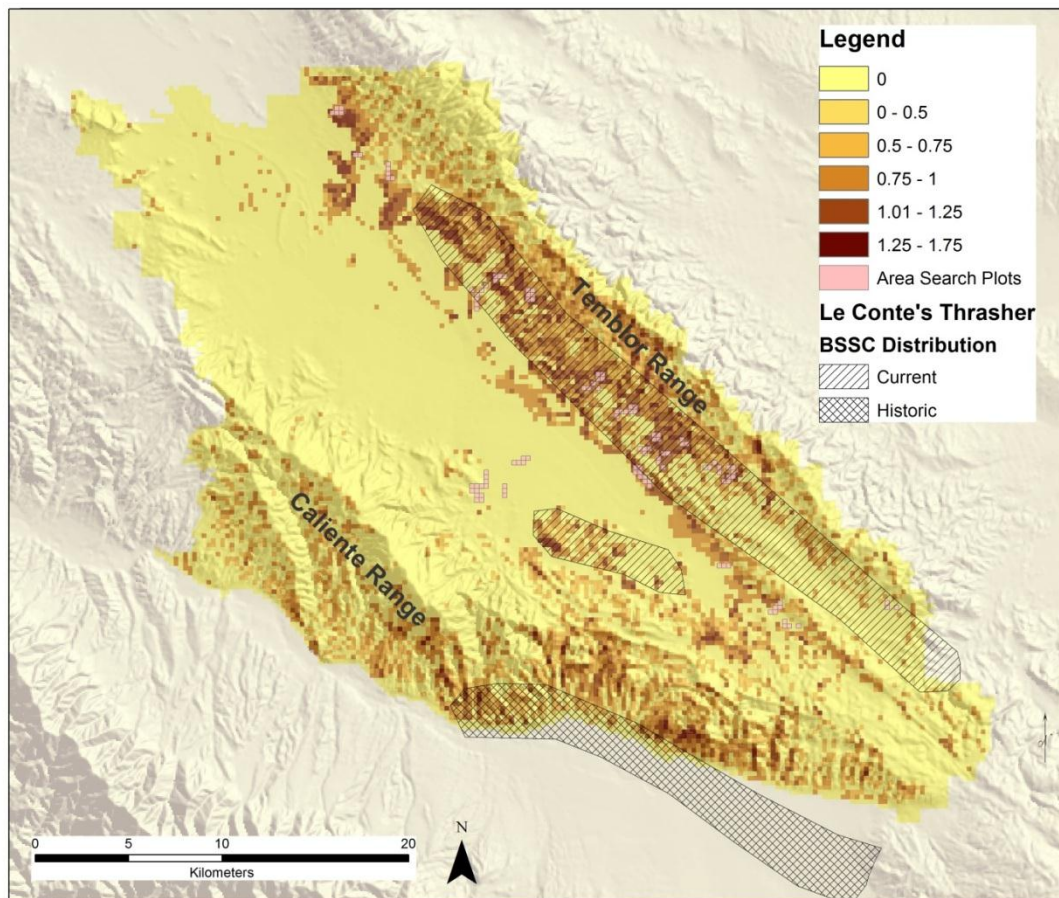 Legend
0
0 - 0.5
0.5 - 0.75
0.75 - 1
1.01 - 1.25
1.25 - 1.75
Area Search Plots
Le Conte's Thrasher
BSSC Distribution
Current
Historic
Temblor Range
Caliente Range
0 5 10 20
Kilometers
N